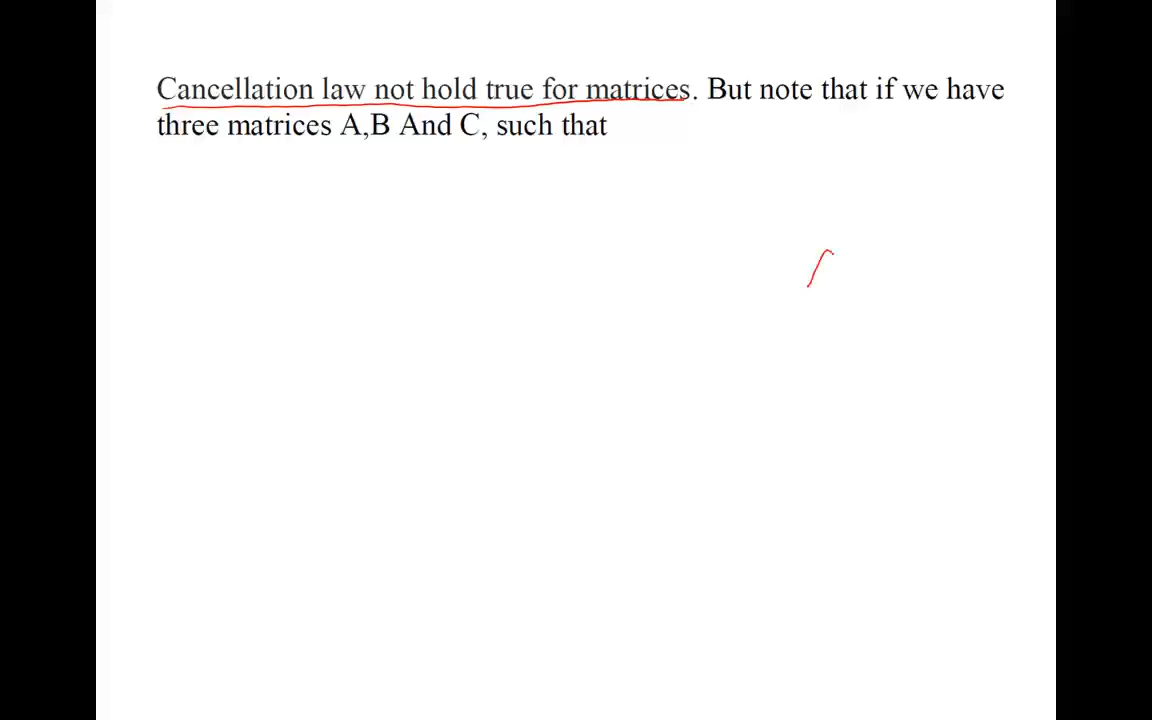 Cancellation law not hold true for matrices. But note that if we have
three matrices A,B And C, such that